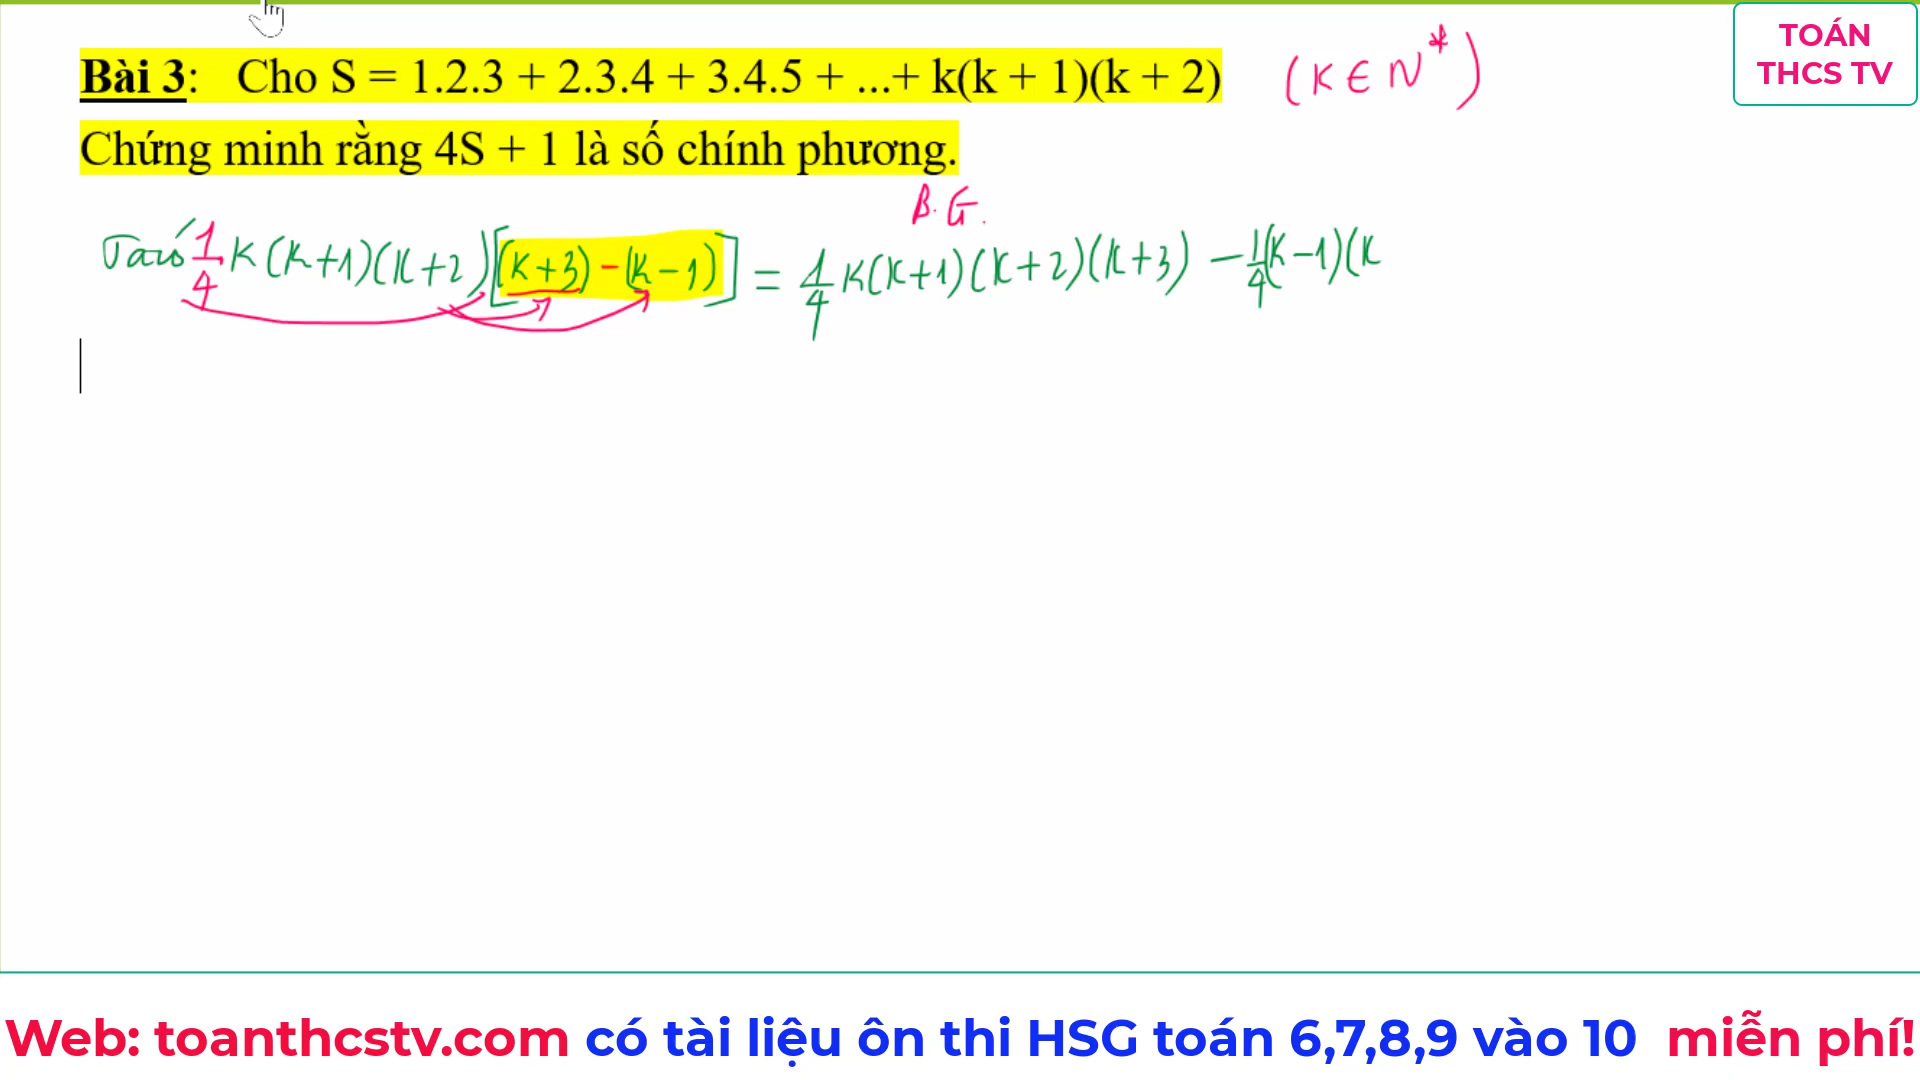 TOÁN
THCS TV
Bài 3: Cho S = 1.2.3 + 2.3.4 + 3.4.5 + ...+ k(k + 1)(k + 2) (K ∈ N*)
Chứng minh rằng 4S + 1 là số chính phương.
B.G.
Ta có 1/4 K(K+1)(K+2)[(K+3)-(K-1)] = 1/4 K(K+1)(K+2)(K+3) - 1/4(K-1)(K
Web: toanthcstv.com có tài liệu ôn thi HSG toán 6,7,8,9 vào 10 miễn phí!